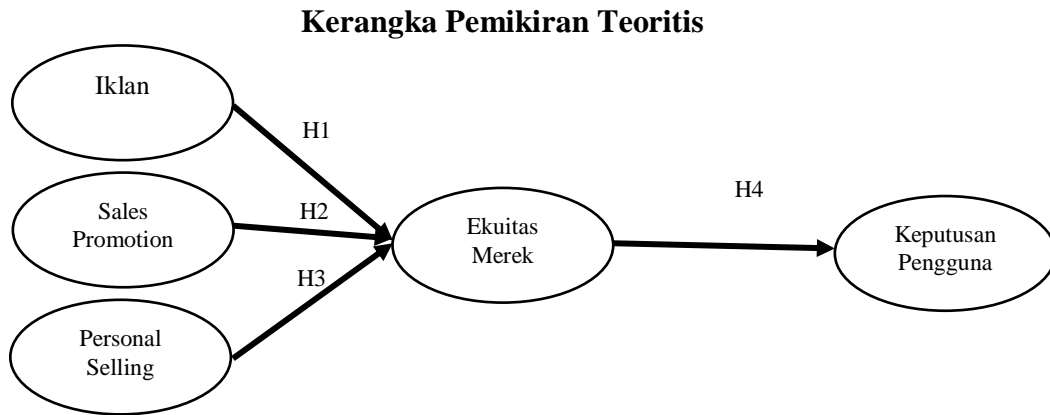 Kerangka Pemikiran Teoritis
Iklan
H1
Sales
Promotion
H2
Personal
Selling
H3
Ekuitas
Merek
H4
Keputusan
Pengguna